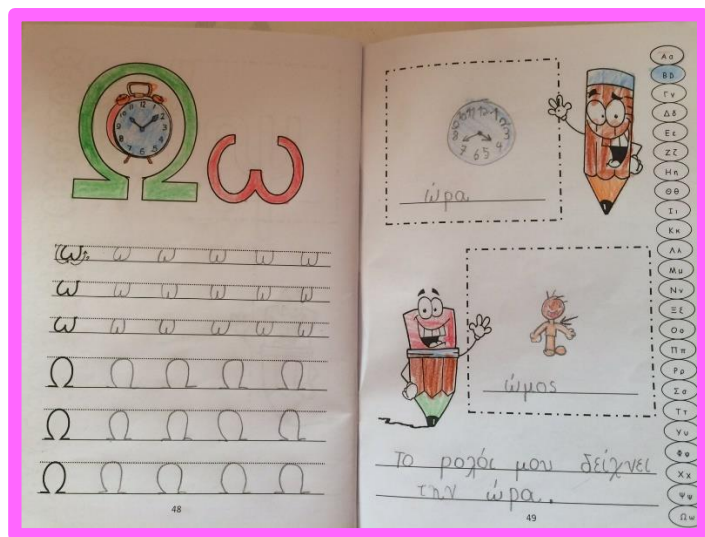 Ω ω
ω ω ω ω ω ω
ω ω ω ω ω ω
ω ω ω ω ω ω
Ω Ω Ω Ω Ω
Ω Ω Ω Ω Ω
Ω Ω Ω Ω Ω
48
ώρα
ώμος
Το ρολόι μου δείχνει
την ώρα..
49
Αα
Ββ
Γγ
Δδ
Εε
Ζζ
Ηη
Θθ
Ιι
Κκ
Λλ
Μμ
Νν
Ξξ
Οο
Ππ
Ρρ
Σσ
Ττ
Υυ
Φφ
Χχ
Ψψ
Ωω